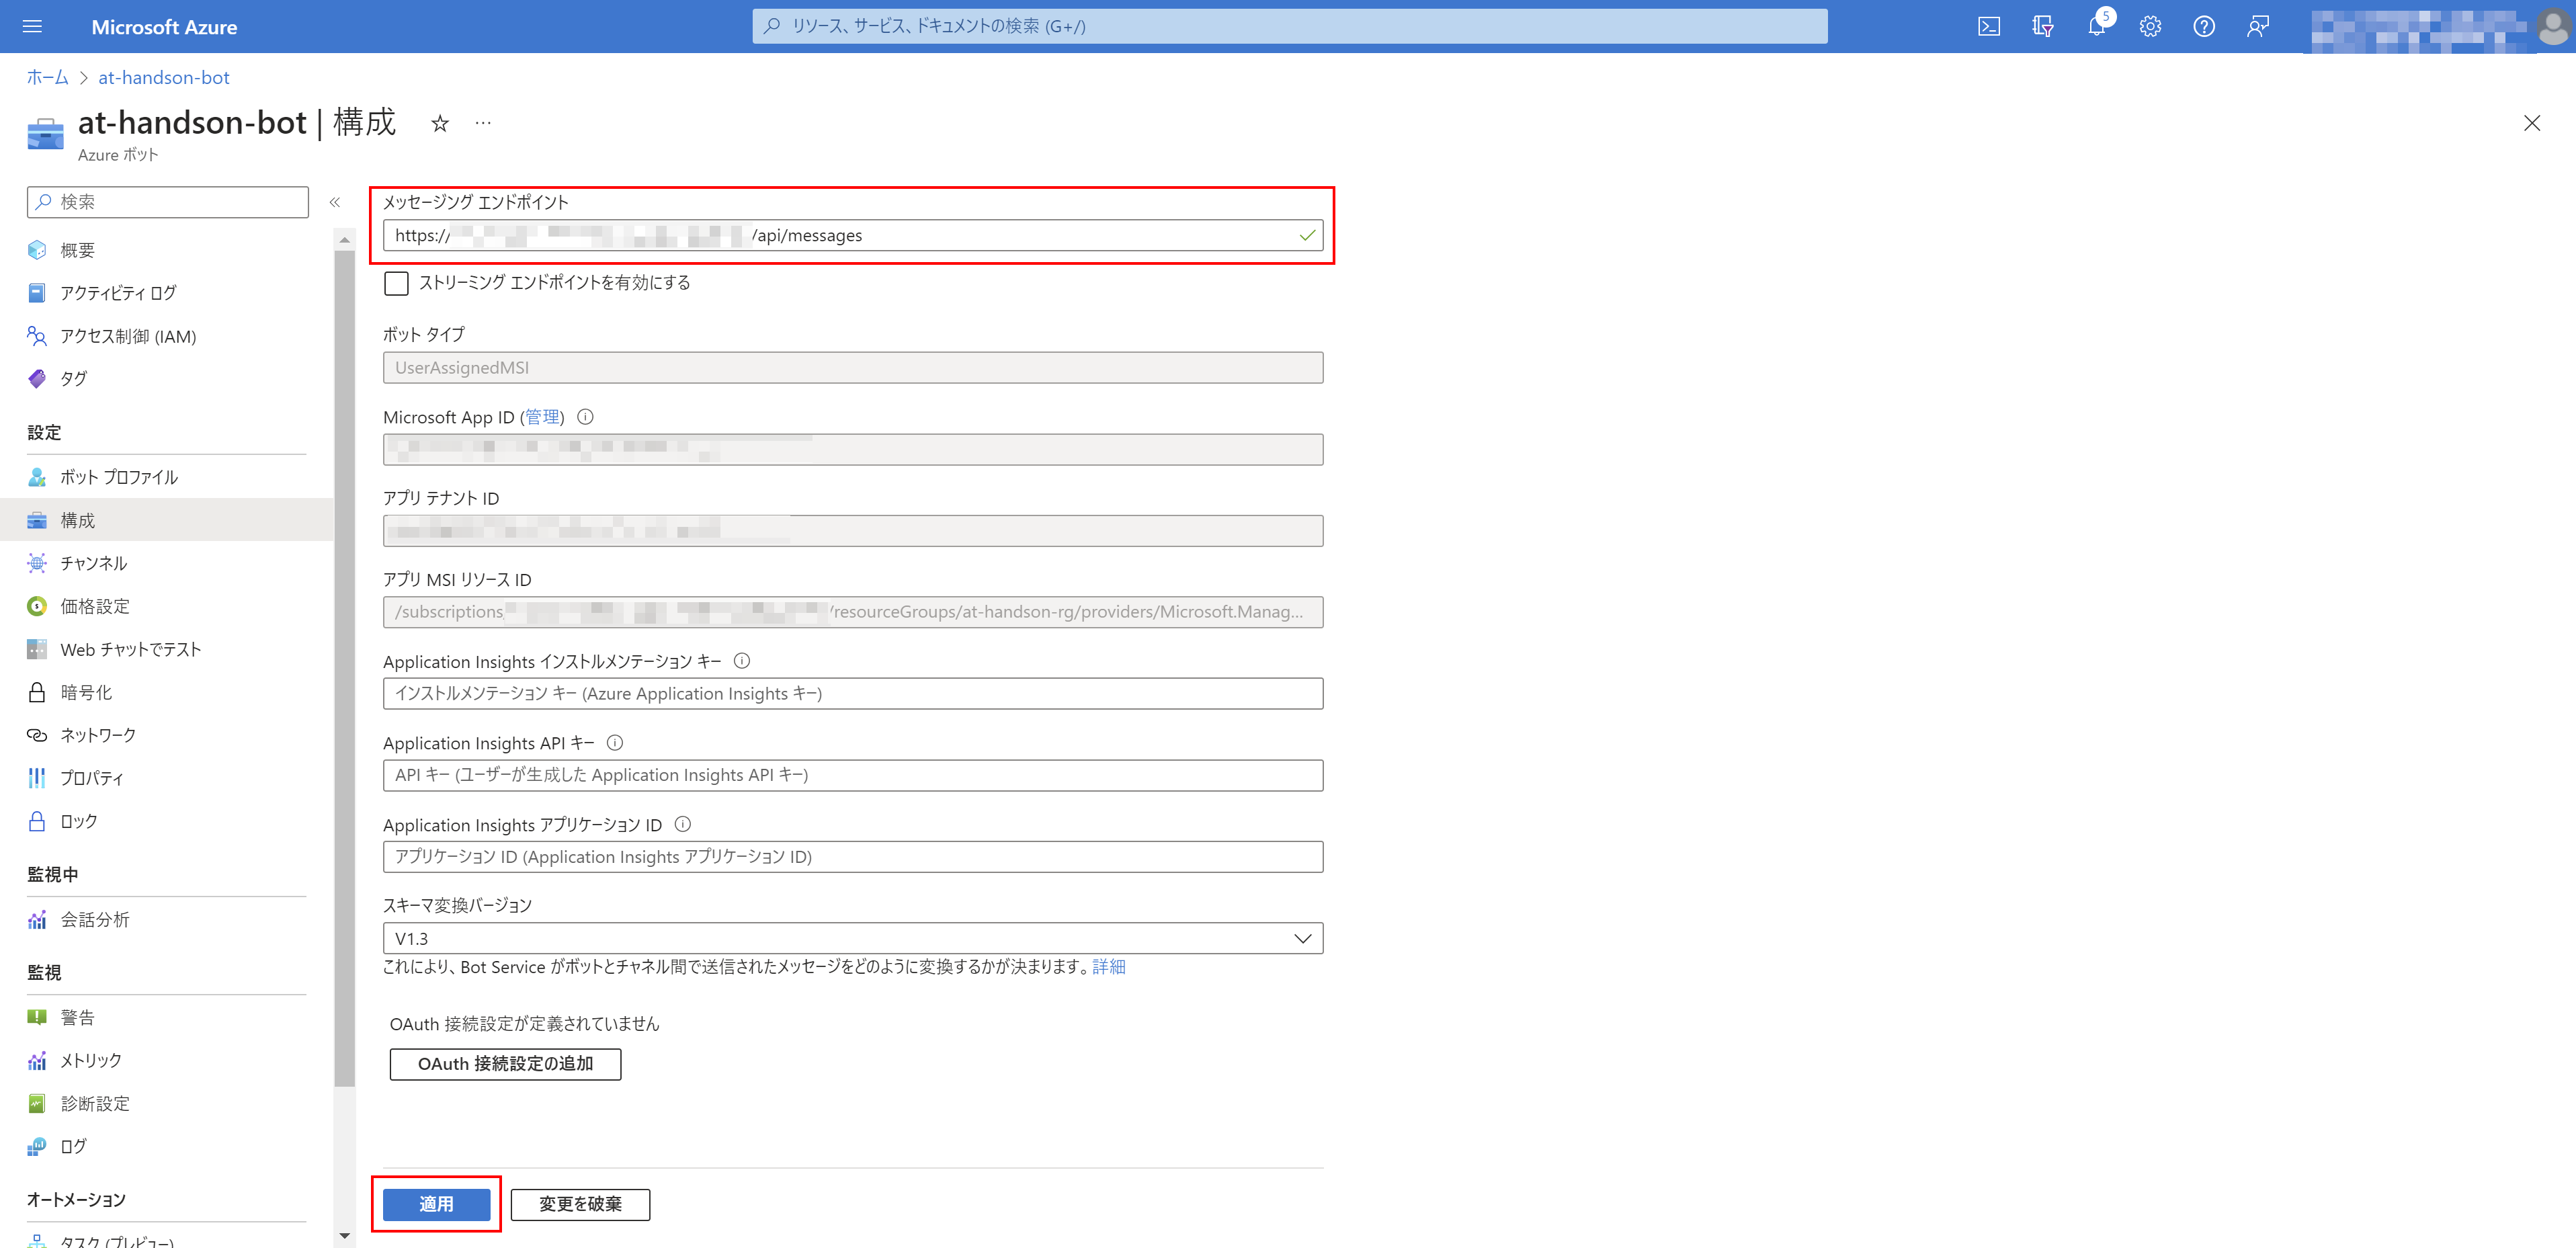 Microsoft Azure
リソース、サービス、ドキュメントの検索 (G+/)
5
ホーム > at-handson-bot
at-handson-bot | 構成
Azure ボット
検索
概要
アクティビティ ログ
アクセス制御 (IAM)
タグ
設定
ボット プロファイル
構成
チャンネル
価格設定
Web チャットでテスト
暗号化
ネットワーク
プロパティ
ロック
監視中
会話分析
監視
警告
メトリック
診断設定
ログ
オートメーション
タスク (プレビュー)
メッセージング エンドポイント
https:// /api/messages
ストリーミング エンドポイントを有効にする
ボット タイプ
UserAssignedMSI
Microsoft App ID (管理)
アプリ テナント ID
アプリ MSI リソース ID
/subscriptions /resourceGroups/at-handson-rg/providers/Microsoft.Manag...
Application Insights インストルメンテーション キー
インストルメンテーション キー (Azure Application Insights キー)
Application Insights API キー
API キー (ユーザーが生成した Application Insights API キー)
Application Insights アプリケーション ID
アプリケーション ID (Application Insights アプリケーション ID)
スキーマ変換バージョン
V1.3
これにより、Bot Service がボットとチャネル間で送信されたメッセージをどのように変換するかが決まります。詳細
OAuth 接続設定が定義されていません
OAuth 接続設定の追加
適用
変更を破棄